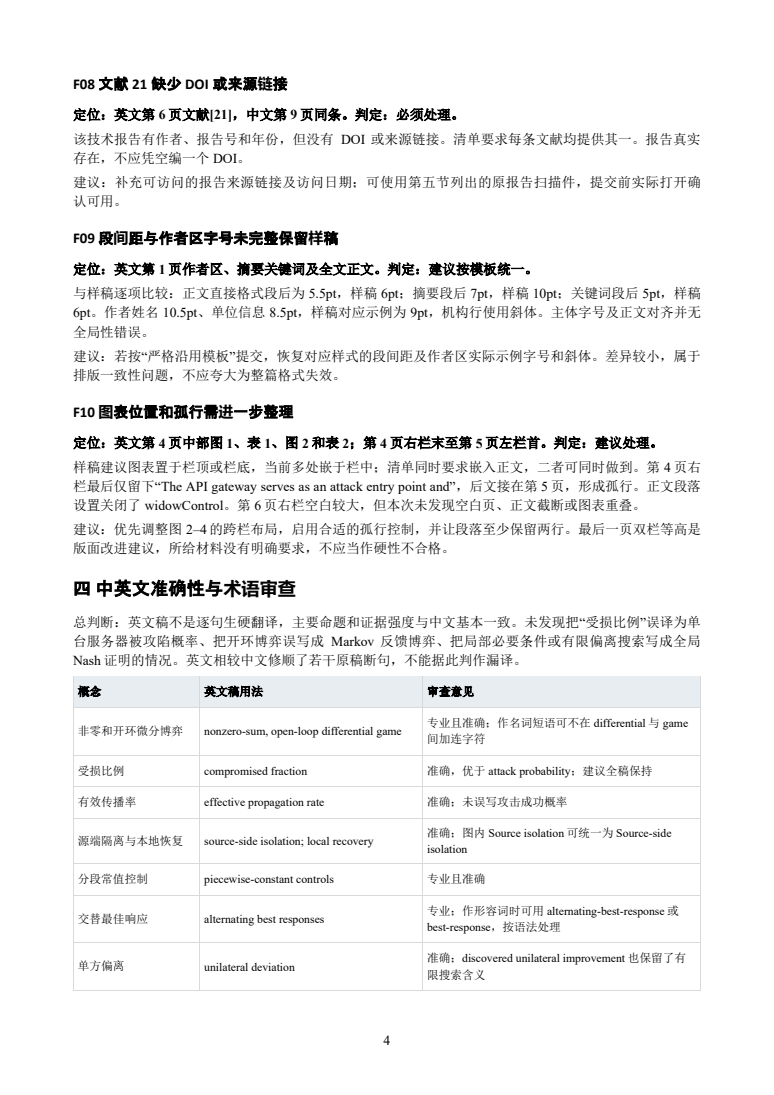 F08 文献 21 缺少 DOI 或来源链接
定位：英文第 6 页文献[21]，中文第 9 页同条。判定：必须处理。
该技术报告有作者、报告号和年份，但没有 DOI 或来源链接。清单要求每条文献均提供其一。报告真实
存在，不应凭空编一个 DOI。
建议：补充可访问的报告来源链接及访问日期；可使用第五节列出的原报告扫描件，提交前实际打开确
认可用。
F09 段间距与作者区字号未完整保留样稿
定位：英文第 1 页作者区、摘要关键词及全文正文。判定：建议按模板统一。
与样稿逐项比较：正文直接格式段后为 5.5pt，样稿 6pt；摘要段后 7pt，样稿 10pt；关键词段后 5pt，样稿
6pt。作者姓名 10.5pt、单位信息 8.5pt，样稿对应示例为 9pt，机构行使用斜体。主体字号及正文对齐并无
全局性错误。
建议：若按“严格沿用模板”提交，恢复对应样式的段间距及作者区实际示例字号和斜体。差异较小，属于
排版一致性问题，不应夸大为整篇格式失效。
F10 图表位置和孤行需进一步整理
定位：英文第 4 页中部图 1、表 1、图 2 和表 2；第 4 页右栏末至第 5 页左栏首。判定：建议处理。
样稿建议图表置于栏顶或栏底，当前多处嵌于栏中；清单同时要求嵌入正文，二者可同时做到。第 4 页右
栏最后仅留下“The API gateway serves as an attack entry point and”，后文接在第 5 页，形成孤行。正文段落
设置关闭了 widowControl。第 6 页右栏空白较大，但本次未发现空白页、正文截断或图表重叠。
建议：优先调整图 2–4 的跨栏布局，启用合适的孤行控制，并让段落至少保留两行。最后一页双栏等高是
版面改进建议，所给材料没有明确要求，不应当作硬性不合格。
四 中英文准确性与术语审查
总判断：英文稿不是逐句生硬翻译，主要命题和证据强度与中文基本一致。未发现把“受损比例”误译为单
台服务器被攻陷概率、把开环博弈误写成 Markov 反馈博弈、把局部必要条件或有限偏离搜索写成全局
Nash 证明的情况。英文相较中文修顺了若干原稿断句，不能据此判作漏译。
概念 英文稿用法 审查意见
非零和开环微分博弈 nonzero-sum, open-loop differential game 专业且准确；作名词短语可不在 differential 与 game
间加连字符
受损比例 compromised fraction 准确，优于 attack probability；建议全稿保持
有效传播率 effective propagation rate 准确；未误写攻击成功概率
源端隔离与本地恢复 source-side isolation; local recovery 准确；图内 Source isolation 可统一为 Source-side
isolation
分段常值控制 piecewise-constant controls 专业且准确
交替最佳响应 alternating best responses 专业；作形容词时可用 alternating-best-response 或
best-response，按语法处理
单方偏离 unilateral deviation 准确；discovered unilateral improvement 也保留了有
限搜索含义
4